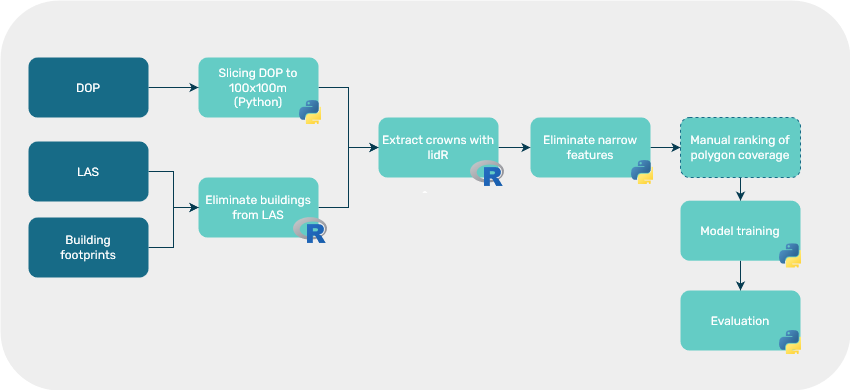 DOP
Slicing DOP to
100x100m
(Python)
LAS
Building
footprints
Eliminate buildings
from LAS
R
Extract crowns with
lidR
R
Eliminate narrow
features
Manual ranking of
polygon coverage
Model training
Evaluation